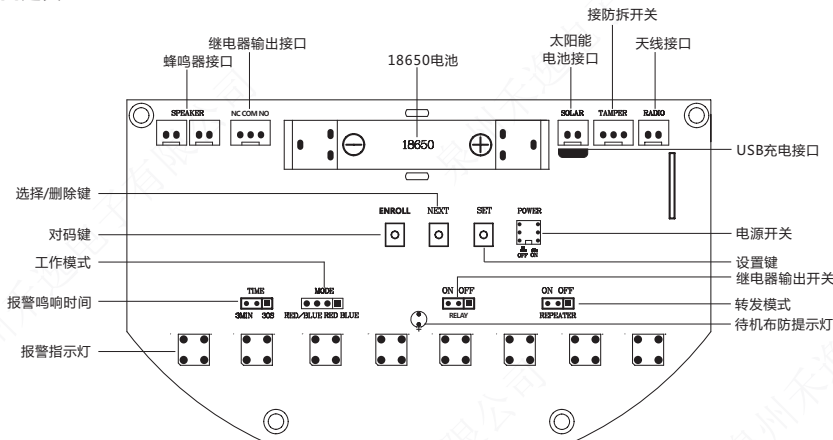 接防拆开关
继电器输出接口
太阳能
电池接口
天线接口
蜂鸣器接口
18650电池
SPEAKER
NC COM NO
SOLAR
TAMPER
RADIO
18650
USB充电接口
选择/删除键
ENROLL
NEXT
SET
POWER
对码键
电源开关
OFF ON
设置键
工作模式
继电器输出开关
TIME
MODE
ON OFF
ON OFF
报警鸣响时间
3MIN 30S
RED/BLUE RED BLUE
RELAY
REPEATER
转发模式
待机布防提示灯
报警指示灯